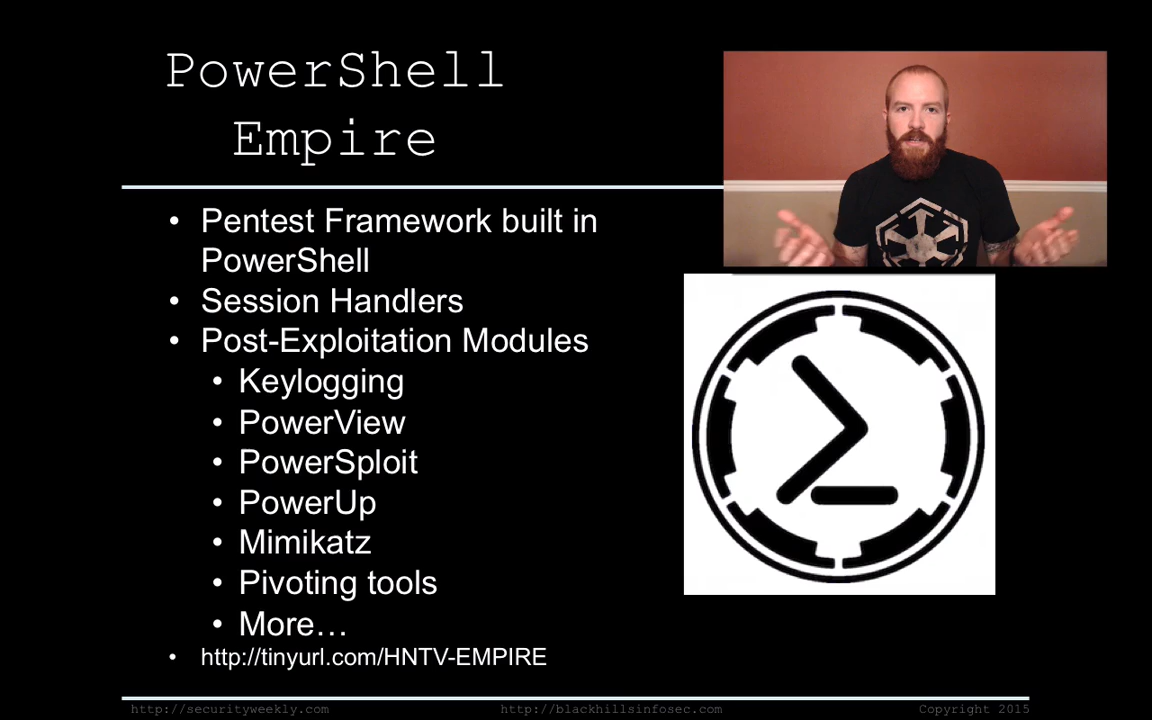 PowerShell
Empire
• Pentest Framework built in
PowerShell
• Session Handlers
• Post-Exploitation Modules
• Keylogging
• PowerView
• PowerSploit
• PowerUp
• Mimikatz
• Pivoting tools
• More…
• http://tinyurl.com/HNTV-EMPIRE
http://securityweekly.com http://blackhillsinfosec.com Copyright 2015